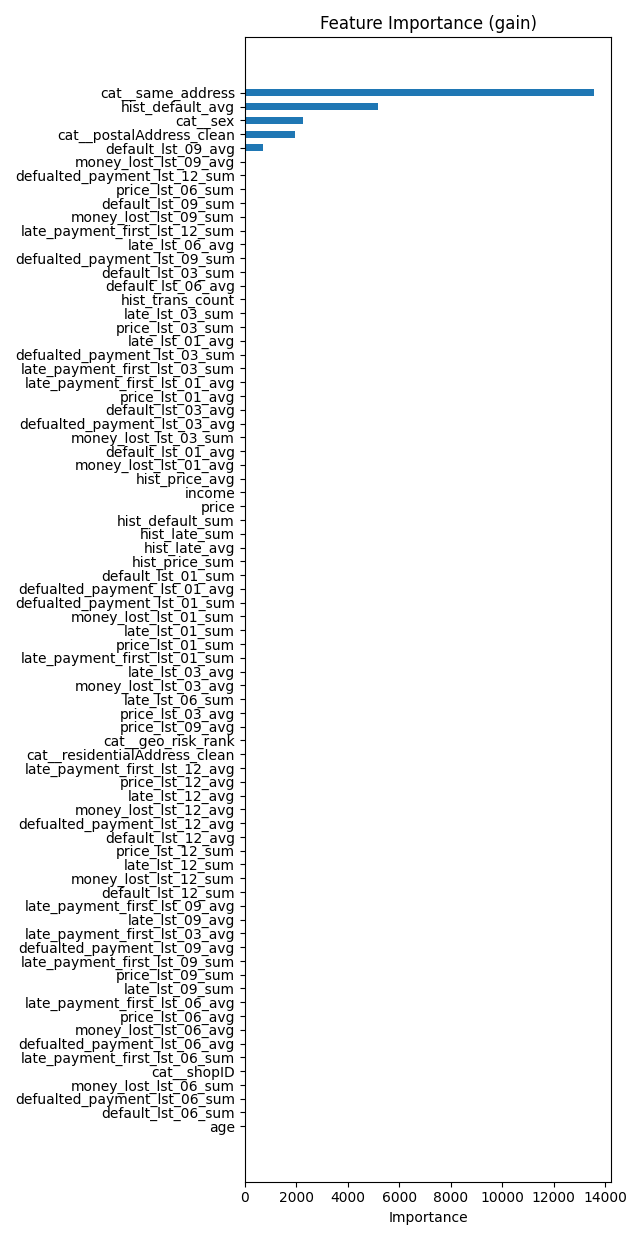 Feature Importance (gain)
cat__same_address
hist_default_avg
cat__sex
cat__postalAddress_clean
default_lst_09_avg
money_lost_lst_09_avg
defualted_payment_lst_12_sum
price_lst_06_sum
default_lst_09_sum
money_lost_lst_09_sum
late_payment_first_lst_12_sum
late_lst_06_avg
defualted_payment_lst_09_sum
default_lst_03_sum
default_lst_06_avg
hist_trans_count
late_lst_03_sum
price_lst_03_sum
late_lst_01_avg
defualted_payment_lst_03_sum
late_payment_first_lst_03_sum
late_payment_first_lst_01_avg
price_lst_01_avg
default_lst_03_avg
defualted_payment_lst_03_avg
money_lost_lst_03_sum
default_lst_01_avg
money_lost_lst_01_avg
hist_price_avg
income
price
hist_default_sum
hist_late_sum
hist_late_avg
hist_price_sum
default_lst_01_sum
defualted_payment_lst_01_avg
defualted_payment_lst_01_sum
money_lost_lst_01_sum
late_lst_01_sum
price_lst_01_sum
late_payment_first_lst_01_sum
late_lst_03_avg
money_lost_lst_03_avg
late_lst_06_sum
price_lst_03_avg
price_lst_09_avg
cat__geo_risk_rank
cat__residentialAddress_clean
late_payment_first_lst_12_avg
price_lst_12_avg
late_lst_12_avg
money_lost_lst_12_avg
defualted_payment_lst_12_avg
default_lst_12_avg
price_lst_12_sum
late_lst_12_sum
money_lost_lst_12_sum
default_lst_12_sum
late_payment_first_lst_09_avg
late_lst_09_avg
late_payment_first_lst_03_avg
defualted_payment_lst_09_avg
late_payment_first_lst_09_sum
price_lst_09_sum
late_lst_09_sum
late_payment_first_lst_06_avg
price_lst_06_avg
money_lost_lst_06_avg
defualted_payment_lst_06_avg
late_payment_first_lst_06_sum
cat__shopID
money_lost_lst_06_sum
defualted_payment_lst_06_sum
default_lst_06_sum
age
0 2000 4000 6000 8000 10000 12000 14000
Importance